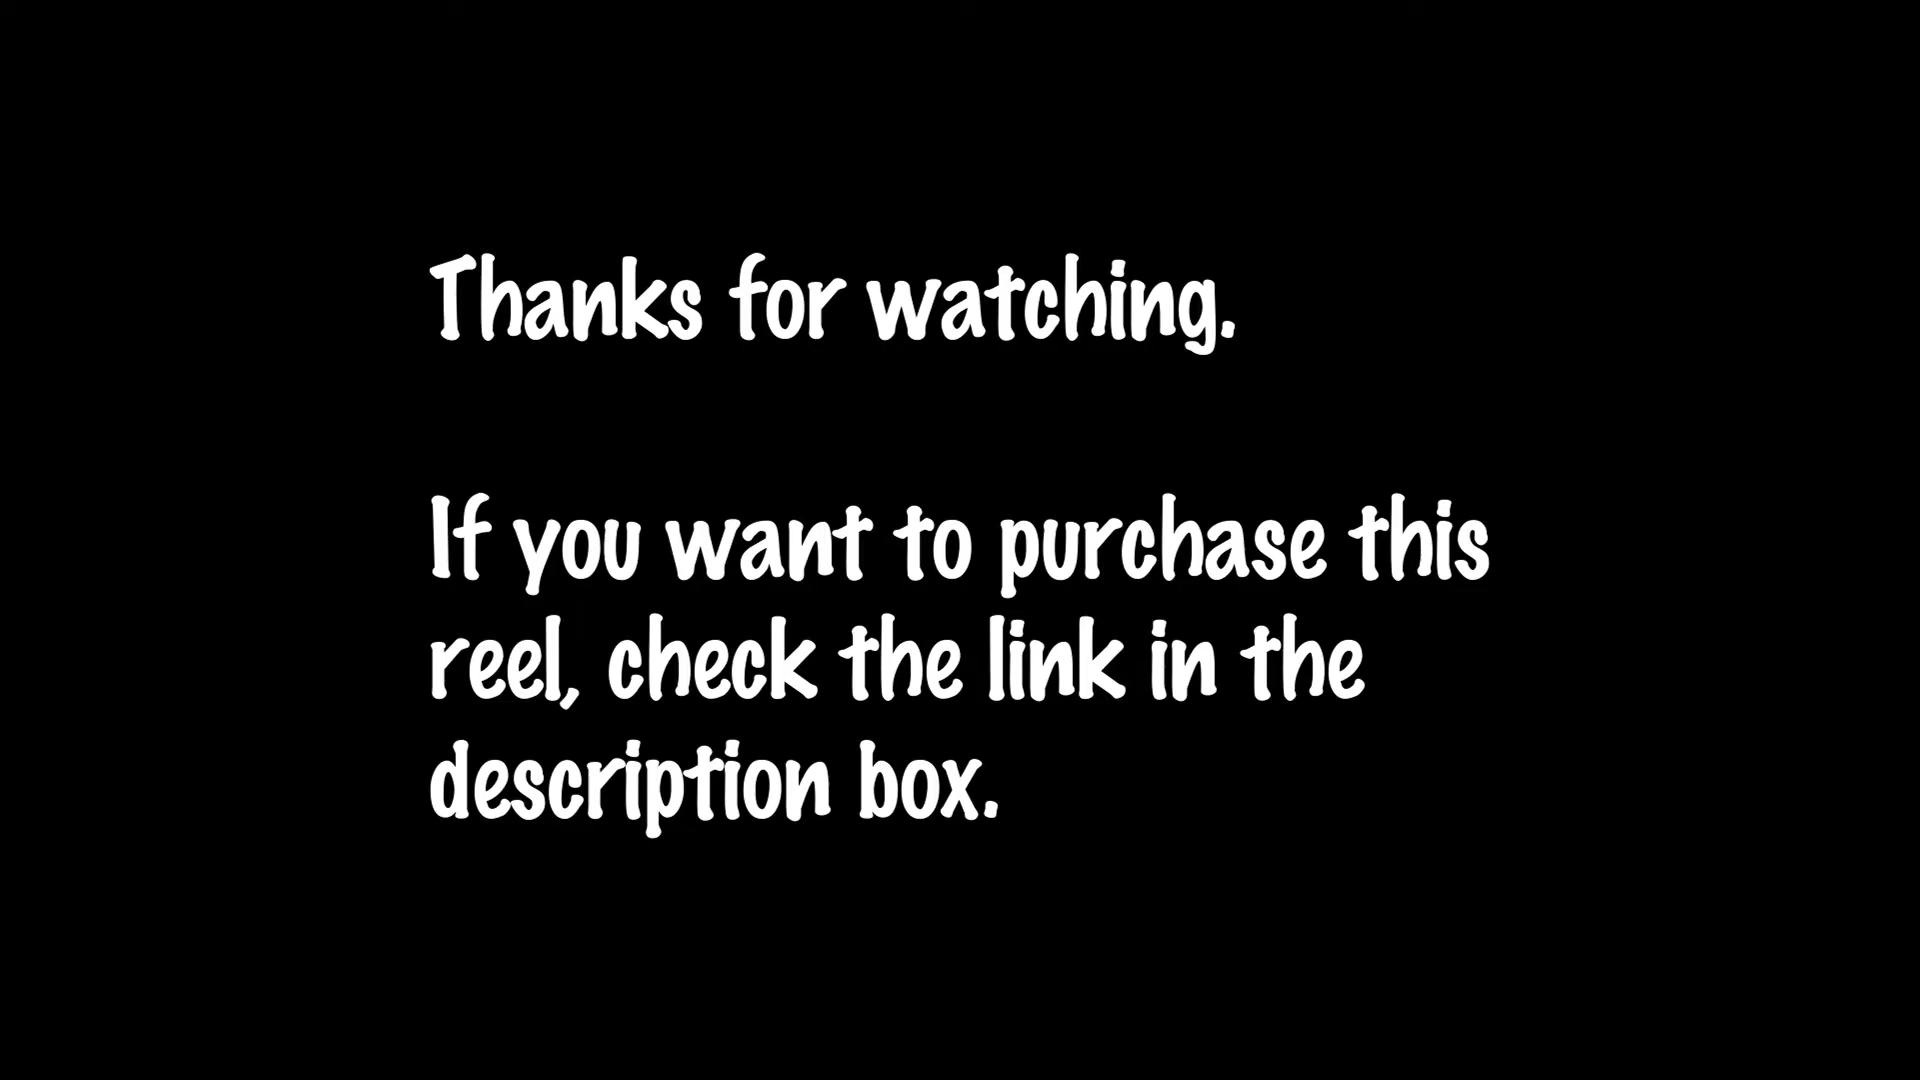 Thanks for watching.
If you want to purchase this
reel, check the link in the
description box.